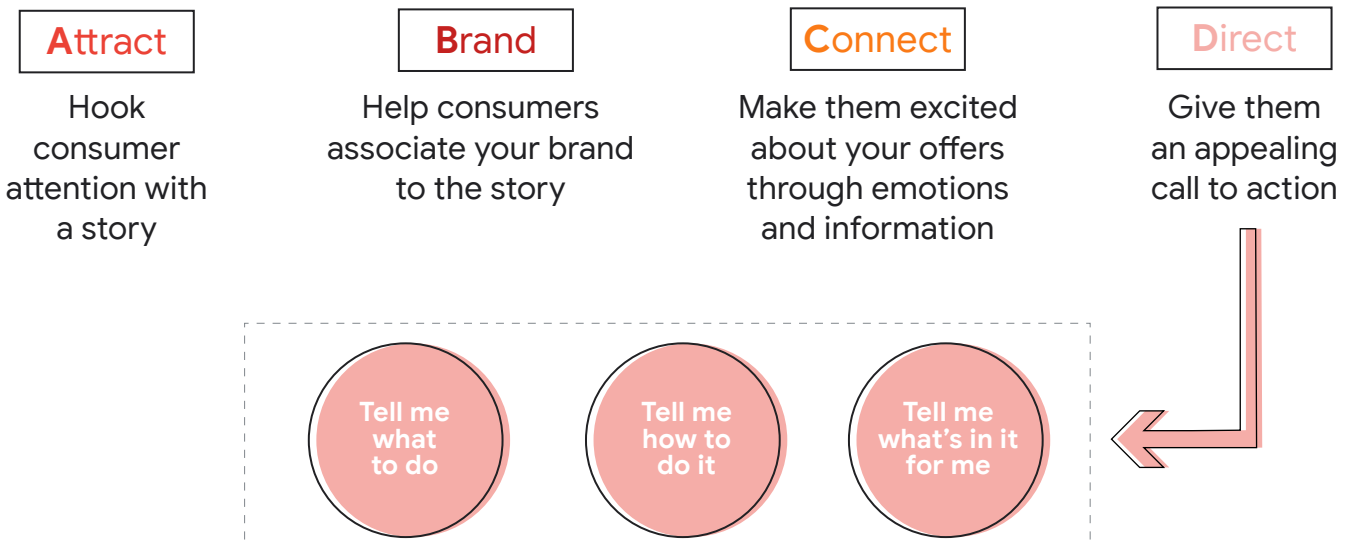 Attract
Hook
consumer
attention with
a story
Brand
Help consumers
associate your brand
to the story
Connect
Make them excited
about your offers
through emotions
and information
Direct
Give them
an appealing
call to action
Tell me
what
to do
Tell me
how to
do it
Tell me
what's in it
for me